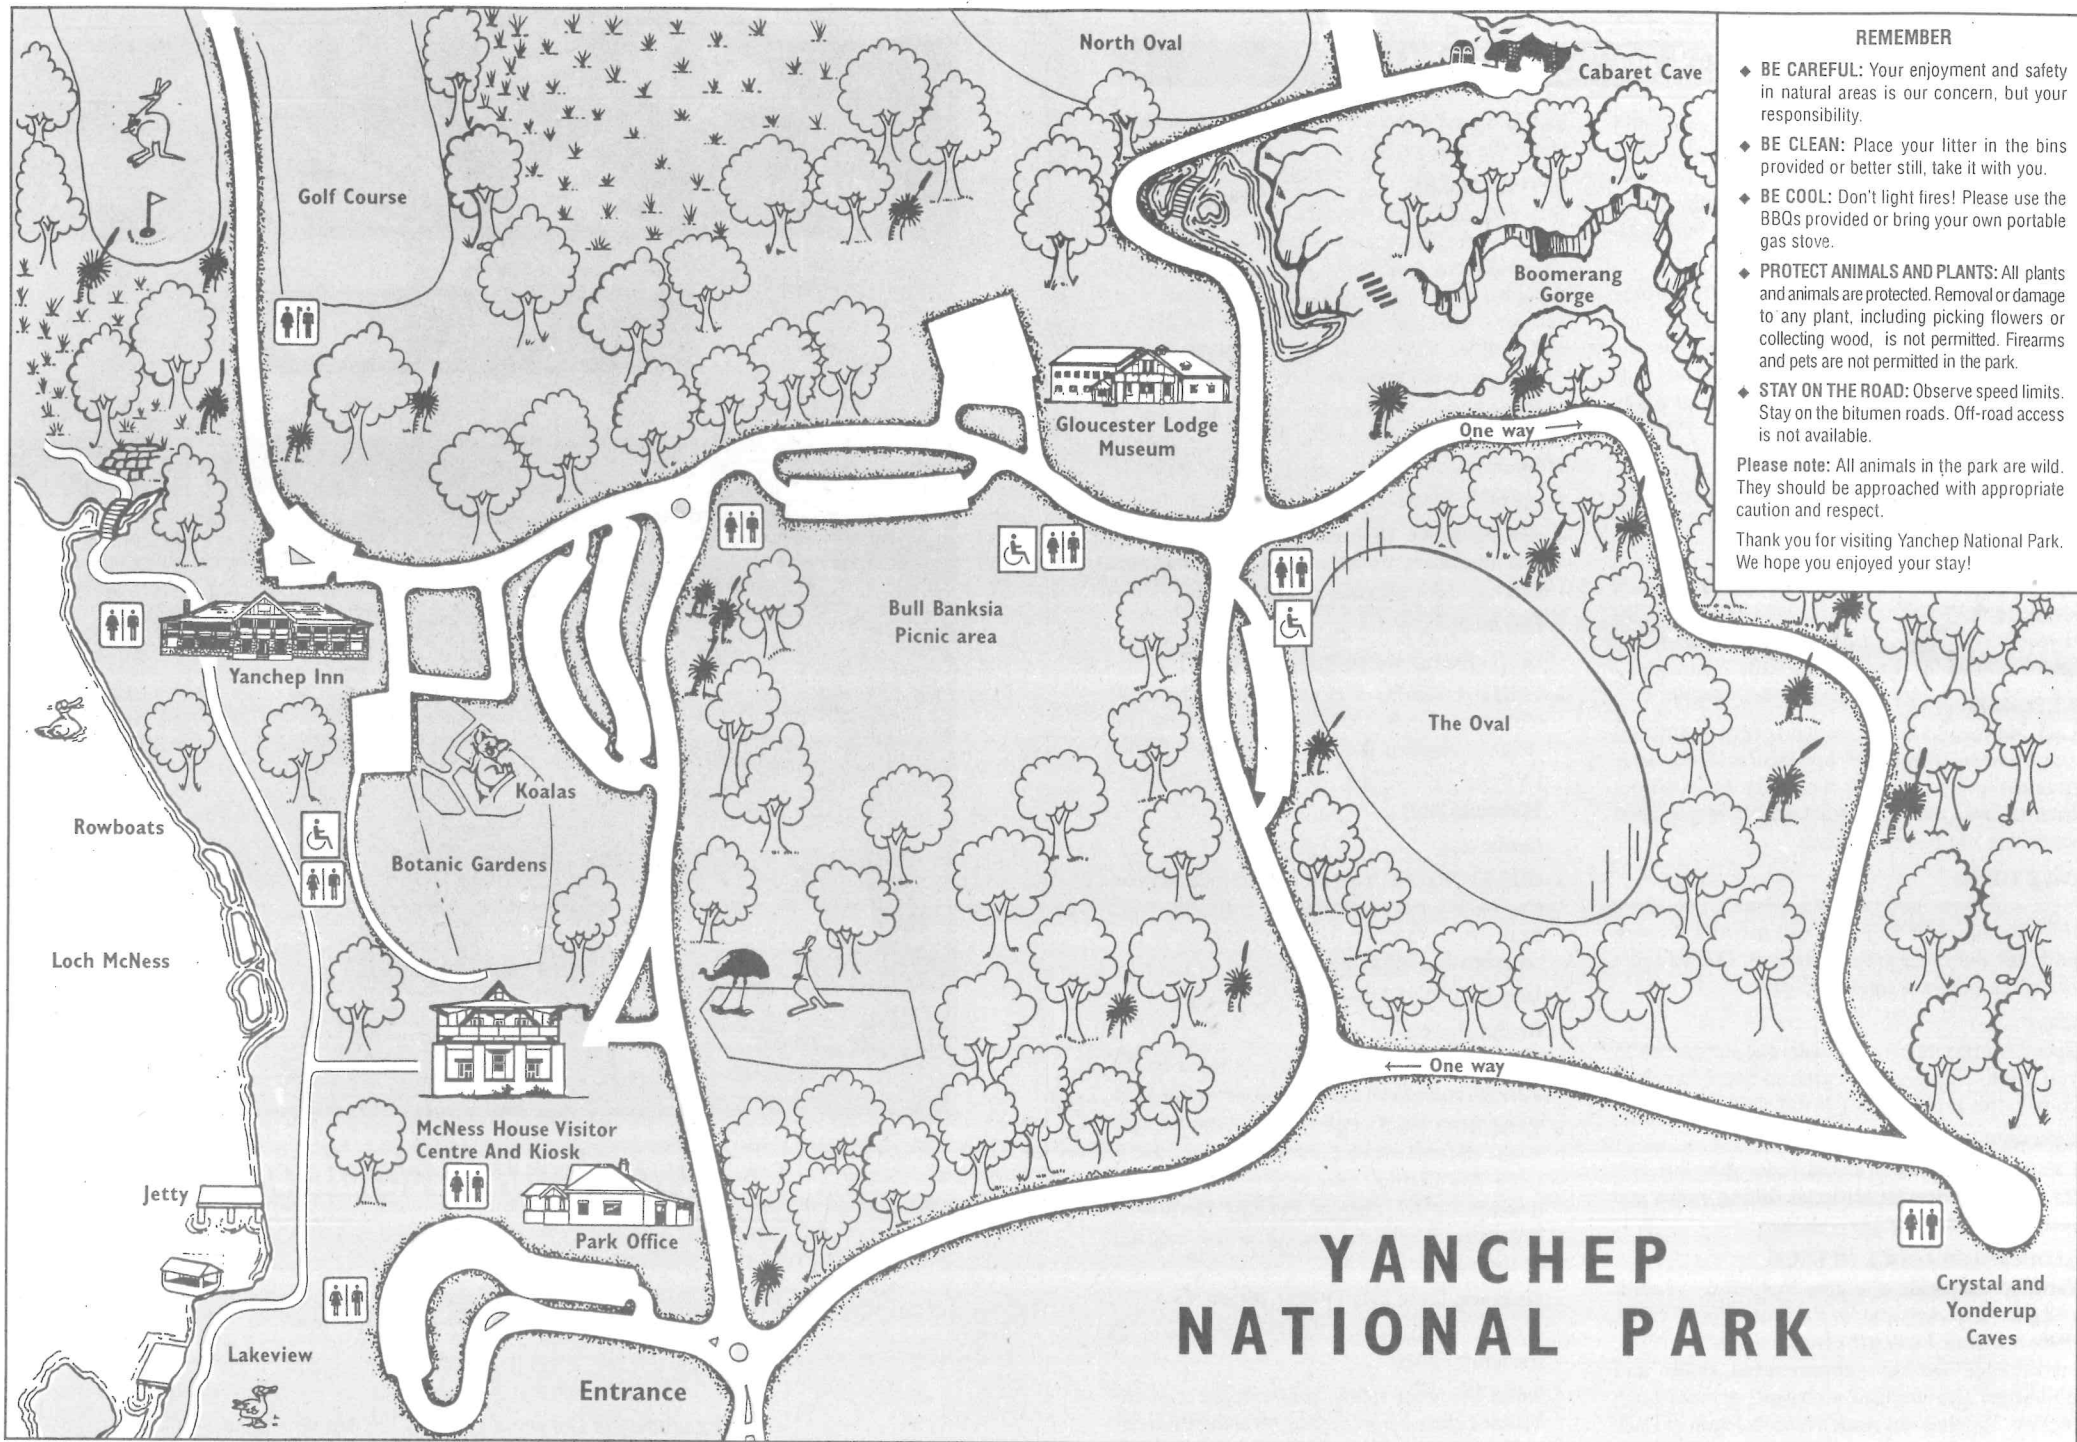 North Oval
Cabaret Cave
Golf Course
Boomerang
Gorge
Gloucester Lodge
Museum
One way →
Bull Banksia
Picnic area
Yanchep Inn
The Oval
Koalas
Rowboats
Botanic Gardens
Loch McNess
← One way
McNess House Visitor
Centre And Kiosk
Jetty
Park Office
Lakeview
Entrance
YANCHEP
NATIONAL PARK
Crystal and
Yonderup
Caves
REMEMBER
◆ BE CAREFUL: Your enjoyment and safety
in natural areas is our concern, but your
responsibility.
◆ BE CLEAN: Place your litter in the bins
provided or better still, take it with you.
◆ BE COOL: Don't light fires! Please use the
BBQs provided or bring your own portable
gas stove.
◆ PROTECT ANIMALS AND PLANTS: All plants
and animals are protected. Removal or damage
to any plant, including picking flowers or
collecting wood, is not permitted. Firearms
and pets are not permitted in the park.
◆ STAY ON THE ROAD: Observe speed limits.
Stay on the bitumen roads. Off-road access
is not available.
Please note: All animals in the park are wild.
They should be approached with appropriate
caution and respect.
Thank you for visiting Yanchep National Park.
We hope you enjoyed your stay!